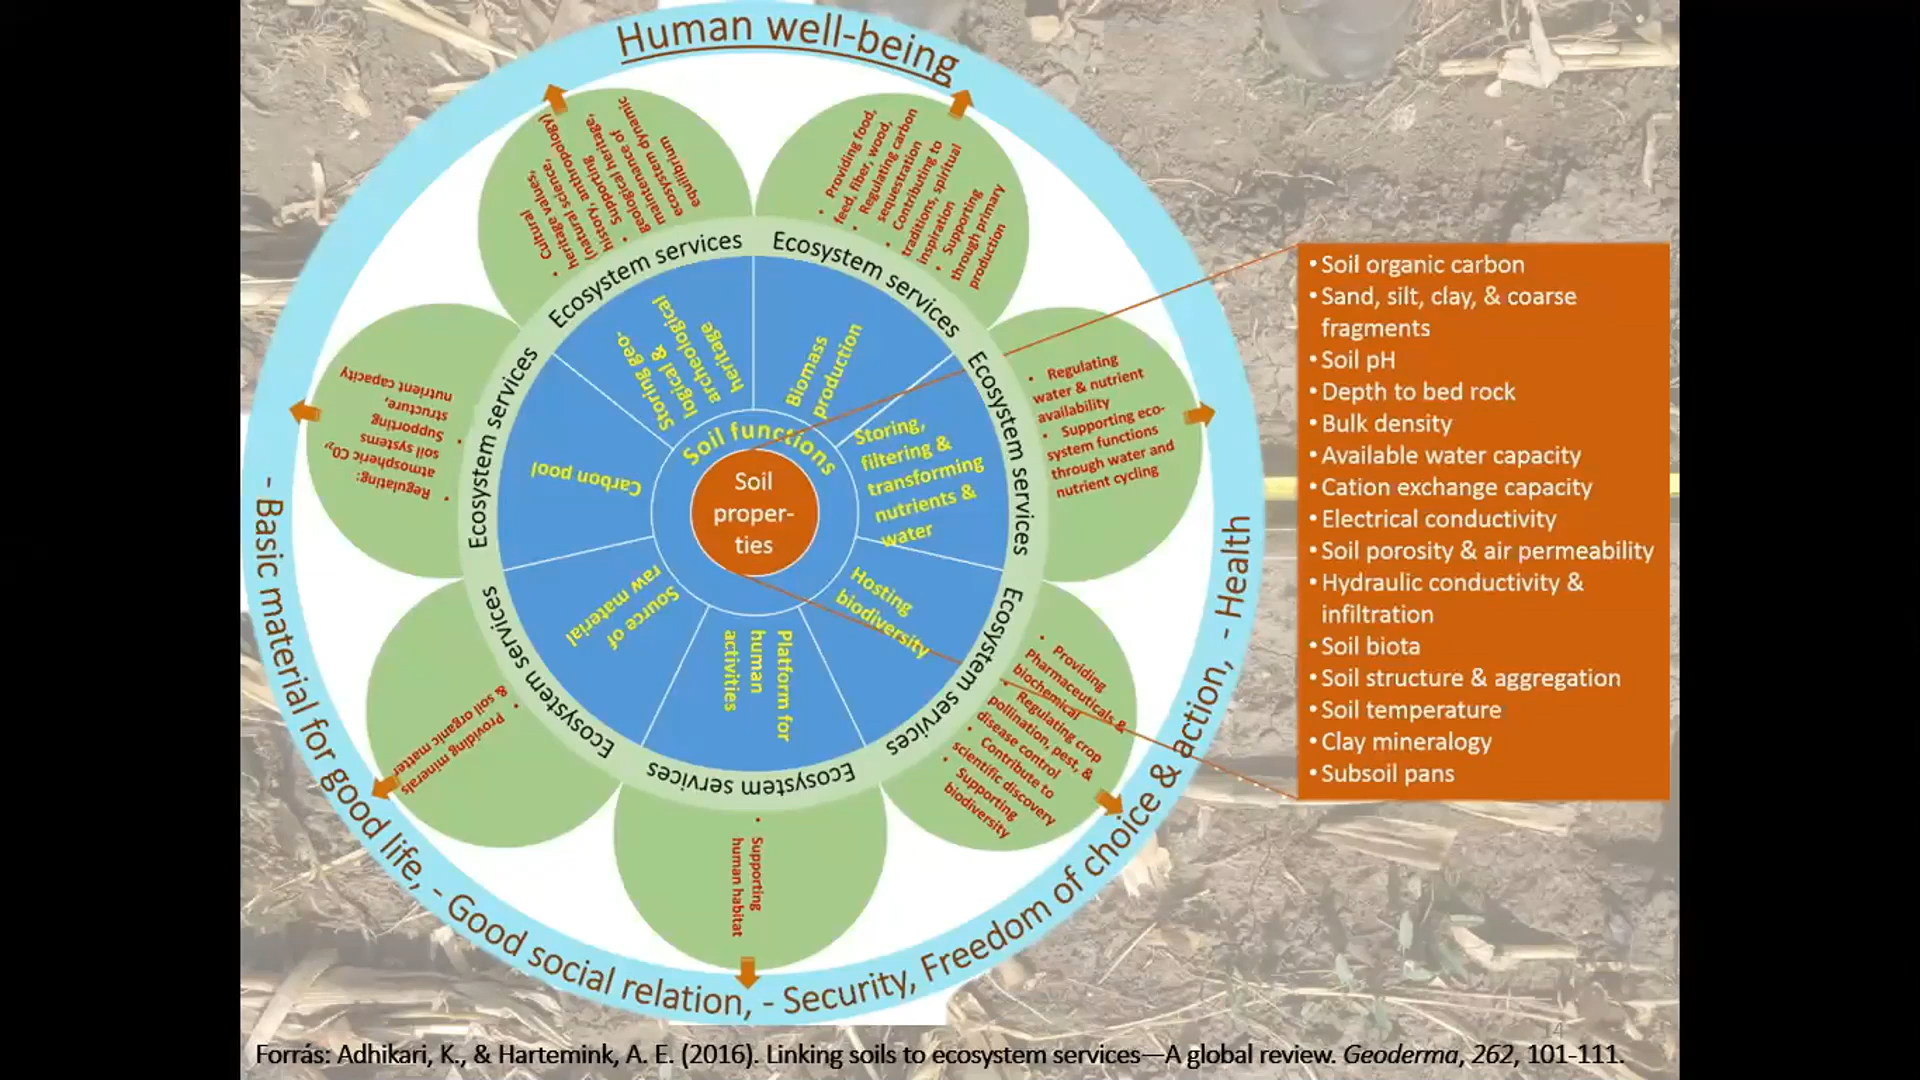 Human well-being
Cultural
heritage values,
(natural science,
history, anthropology)
Supporting
geological heritage,
maintenance of
ecosystem dynamic
equilibrium
• Providing food,
feed, fiber, wood,
• Regulating carbon
sequestration
• Contributing to
traditions, spiritual
inspiration
• Supporting
through primary
production
• Regulating
water & nutrient
availability
• Supporting eco-
system functions
through water and
nutrient cycling
• Providing
Pharmaceuticals &
biochemical
• Regulating crop
pollination, pest, &
disease control
• Contribute to
scientific discovery
• Supporting
biodiversity
• Supporting
human habitat
• Providing minerals
& soil organic matter
• Regulating:
atmospheric C0₂,
soil systems
• Supporting
structure,
nutrient capacity
Ecosystem services
Ecosystem services
Ecosystem services
Ecosystem services
Ecosystem services
Ecosystem services
Ecosystem services
Storing geo-
logical &
archeological
heritage
Biomass
production
Storing,
filtering &
transforming
nutrients &
water
Hosting
biodiversity
Platform for
human
activities
Source of
raw material
Carbon pool
Soil functions
Soil
proper-
ties
- Basic material for good life, - Good social relation, - Security, Freedom of choice & action, - Health
• Soil organic carbon
• Sand, silt, clay, & coarse
fragments
• Soil pH
• Depth to bed rock
• Bulk density
• Available water capacity
• Cation exchange capacity
• Electrical conductivity
• Soil porosity & air permeability
• Hydraulic conductivity &
infiltration
• Soil biota
• Soil structure & aggregation
• Soil temperature
• Clay mineralogy
• Subsoil pans
14
Forrás: Adhikari, K., & Hartemink, A. E. (2016). Linking soils to ecosystem services—A global review. Geoderma, 262, 101-111.